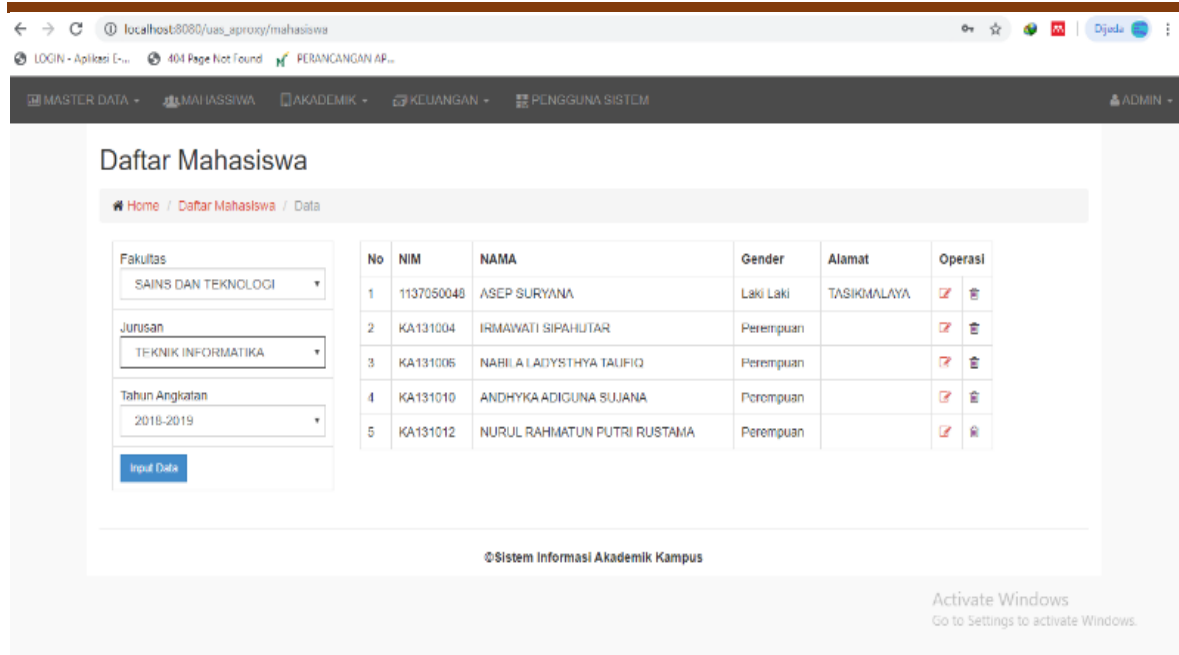 localhost:8080/uas_aproxy/mahasiswa
Dijeda
LOGIN - Aplikasi E-... 404 Page Not Found PERANCANGAN AP...
MASTER DATA MAHASSIWA AKADEMIK KEUANGAN PENGGUNA SISTEM ADMIN
Daftar Mahasiswa
Home / Daftar Mahasiswa / Data
Fakultas
SAINS DAN TEKNOLOGI
Jurusan
TEKNIK INFORMATIKA
Tahun Angkatan
2018-2019
Input Data
No NIM NAMA Gender Alamat Operasi
1 1137050048 ASEP SURYANA Laki Laki TASIKMALAYA
2 KA131004 IRMAWATI SIPAHUTAR Perempuan
3 KA131006 NABILA LADYSTHYA TAUFIQ Perempuan
4 KA131010 ANDHYKA ADIGUNA SUJANA Perempuan
5 KA131012 NURUL RAHMATUN PUTRI RUSTAMA Perempuan
©Sistem Informasi Akademik Kampus
Activate Windows
Go to Settings to activate Windows.